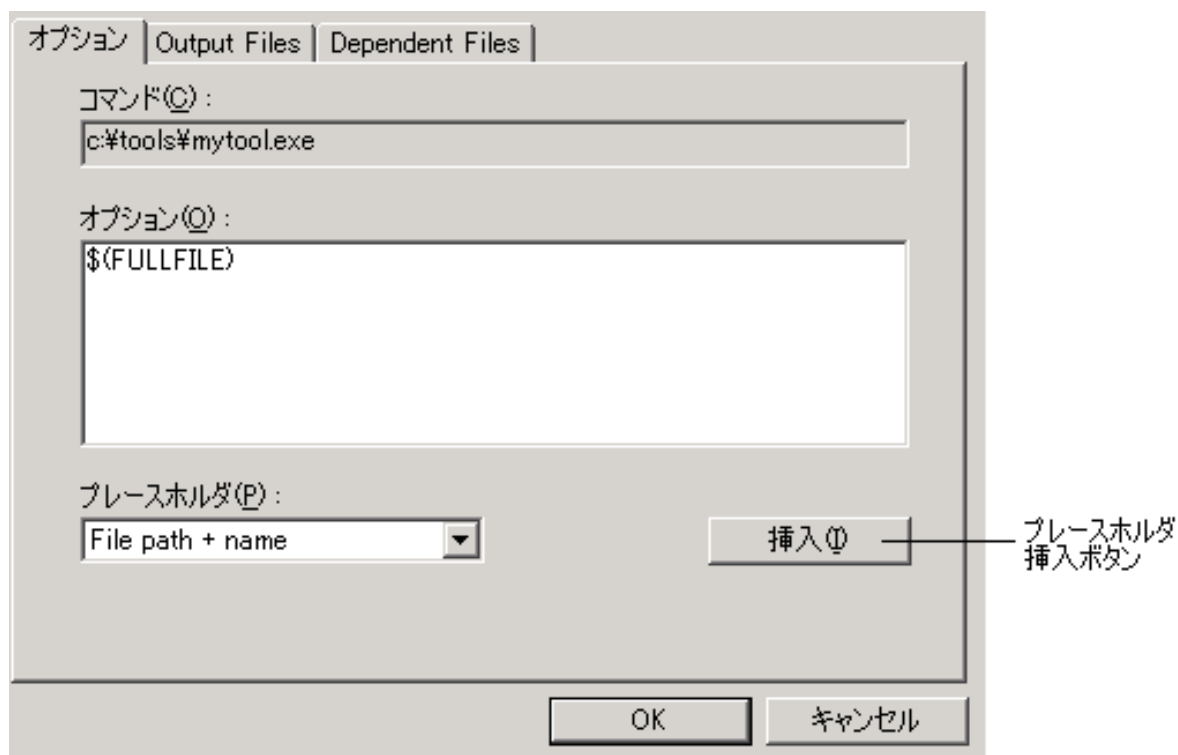 オプション Output Files Dependent Files
コマンド(C) :
c:¥tools¥mytool.exe
オプション(O) :
$(FULLFILE)
プレースホルダ(P) :
File path + name
挿入(I)
プレースホルダ
挿入ボタン
OK キャンセル